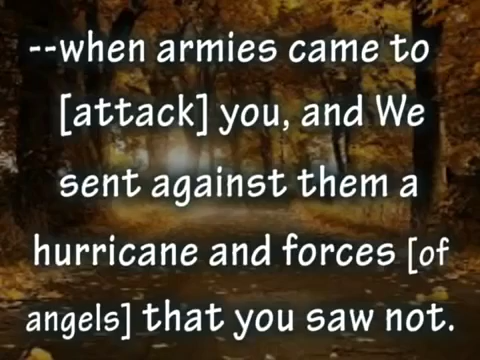 --when armies came to
[attack] you, and We
sent against them a
hurricane and forces [of
angels] that you saw not.